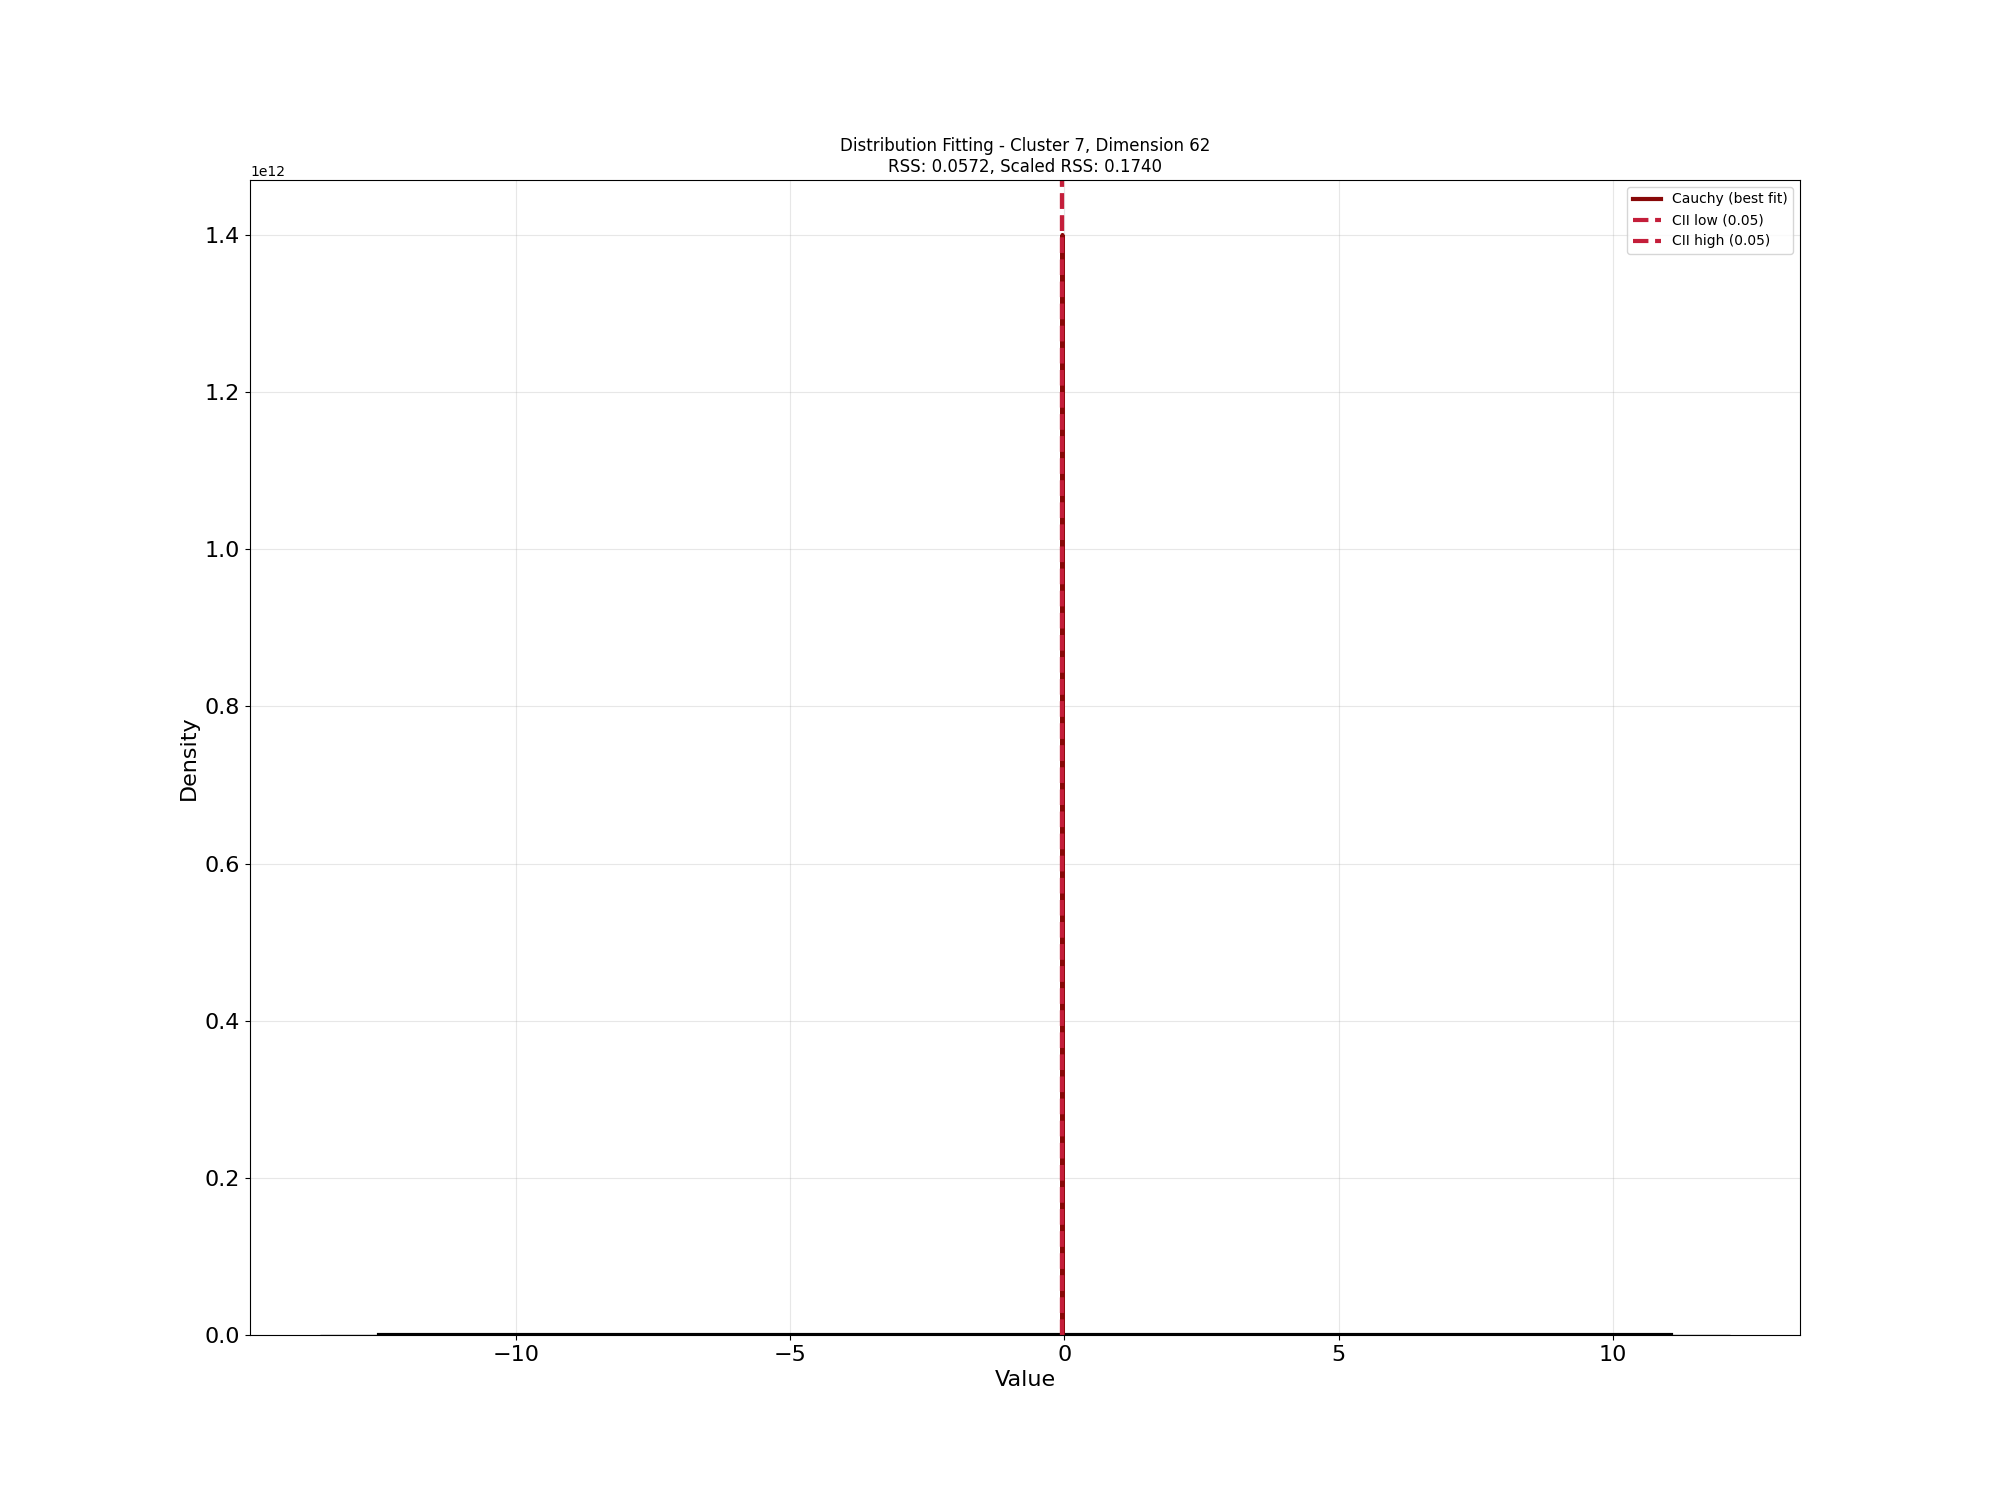 Distribution Fitting - Cluster 7, Dimension 62
RSS: 0.0572, Scaled RSS: 0.1740
1e12
Cauchy (best fit)
CII low (0.05)
CII high (0.05)
1.4
1.2
1.0
0.8
0.6
0.4
0.2
0.0
Density
−10
−5
0
5
10
Value